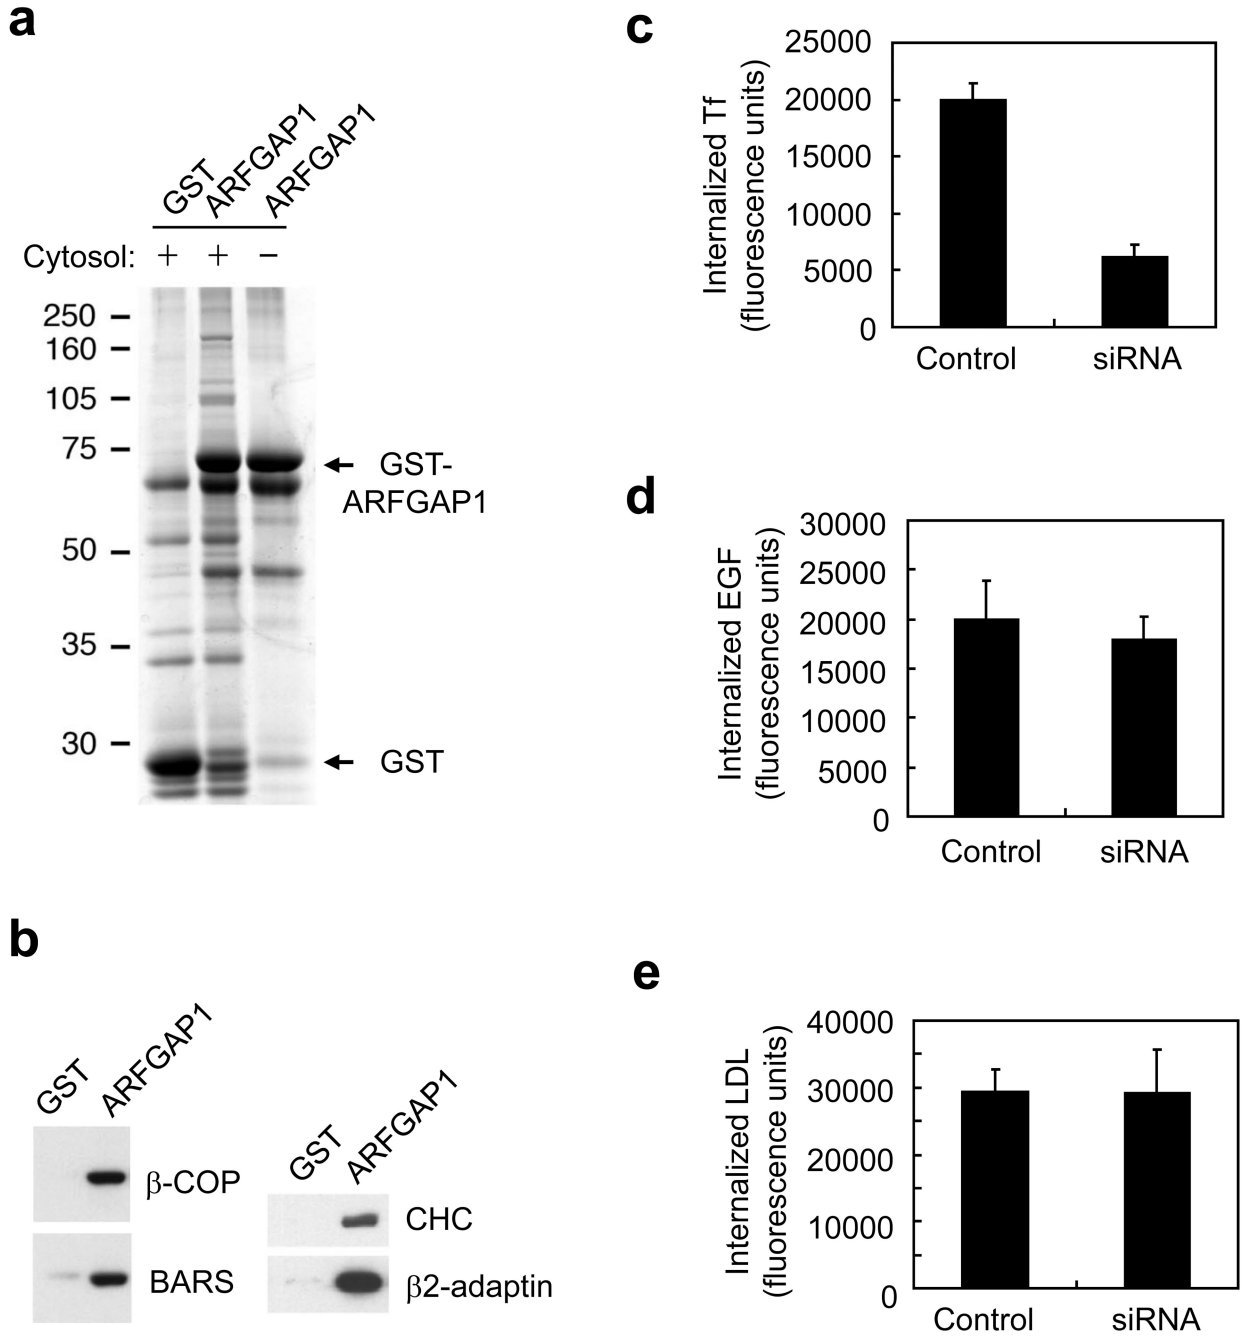 a
GST
ARFGAP1
ARFGAP1
Cytosol: + + −
250
160
105
75
50
35
30
GST-
ARFGAP1
GST
b
GST
ARFGAP1
β-COP
BARS
GST
ARFGAP1
CHC
β2-adaptin
c
Internalized Tf
(fluorescence units)
25000
20000
15000
10000
5000
0
Control siRNA
d
Internalized EGF
(fluorescence units)
30000
25000
20000
15000
10000
5000
0
Control siRNA
e
Internalized LDL
(fluorescence units)
40000
30000
20000
10000
0
Control siRNA